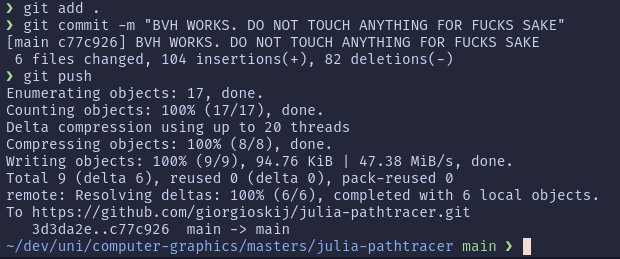 ❯ git add .
❯ git commit -m "BVH WORKS. DO NOT TOUCH ANYTHING FOR FUCKS SAKE"
[main c77c926] BVH WORKS. DO NOT TOUCH ANYTHING FOR FUCKS SAKE
 6 files changed, 104 insertions(+), 82 deletions(-)
❯ git push
Enumerating objects: 17, done.
Counting objects: 100% (17/17), done.
Delta compression using up to 20 threads
Compressing objects: 100% (8/8), done.
Writing objects: 100% (9/9), 94.76 KiB | 47.38 MiB/s, done.
Total 9 (delta 6), reused 0 (delta 0), pack-reused 0
remote: Resolving deltas: 100% (6/6), completed with 6 local objects.
To https://github.com/giorgioskij/julia-pathtracer.git
   3d3da2e..c77c926  main -> main
~/dev/uni/computer-graphics/masters/julia-pathtracer main ❯